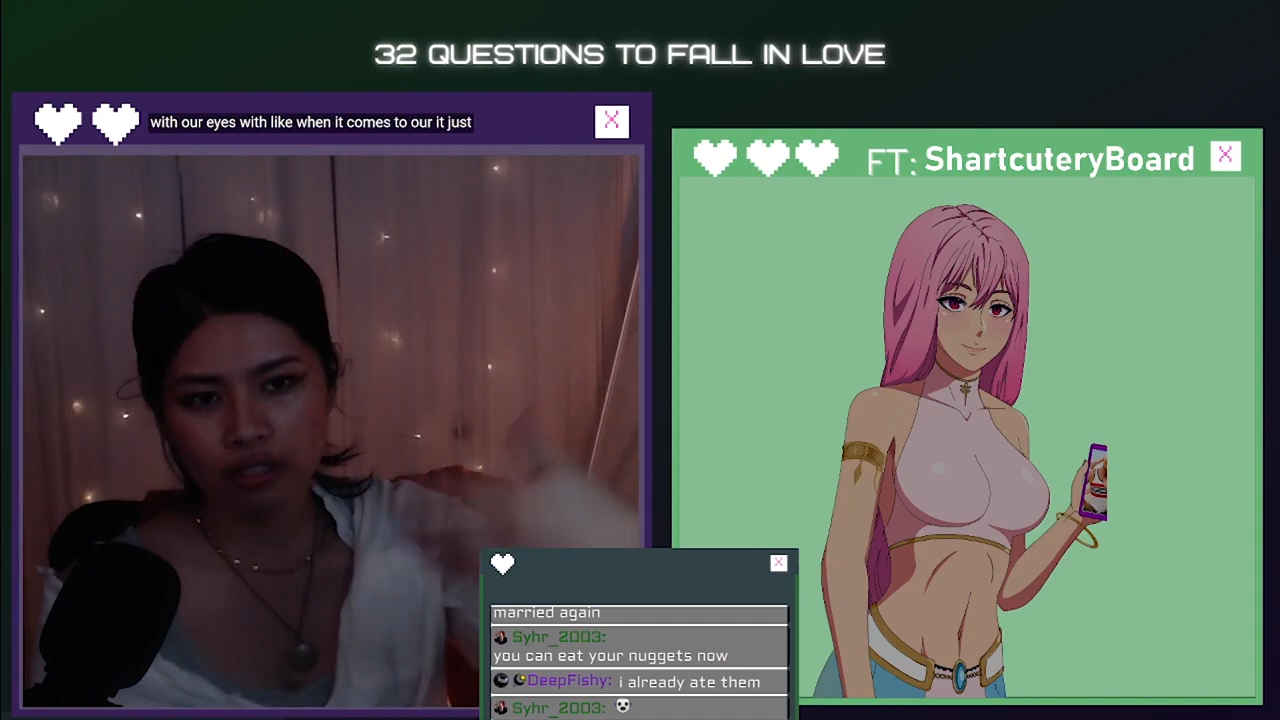 32 QUESTIONS TO FALL IN LOVE
with our eyes with like when it comes to our it just
FT: ShartcuteryBoard
married again
Syhr_2003:
you can eat your nuggets now
DeepFishy: i already ate them
Syhr_2003: